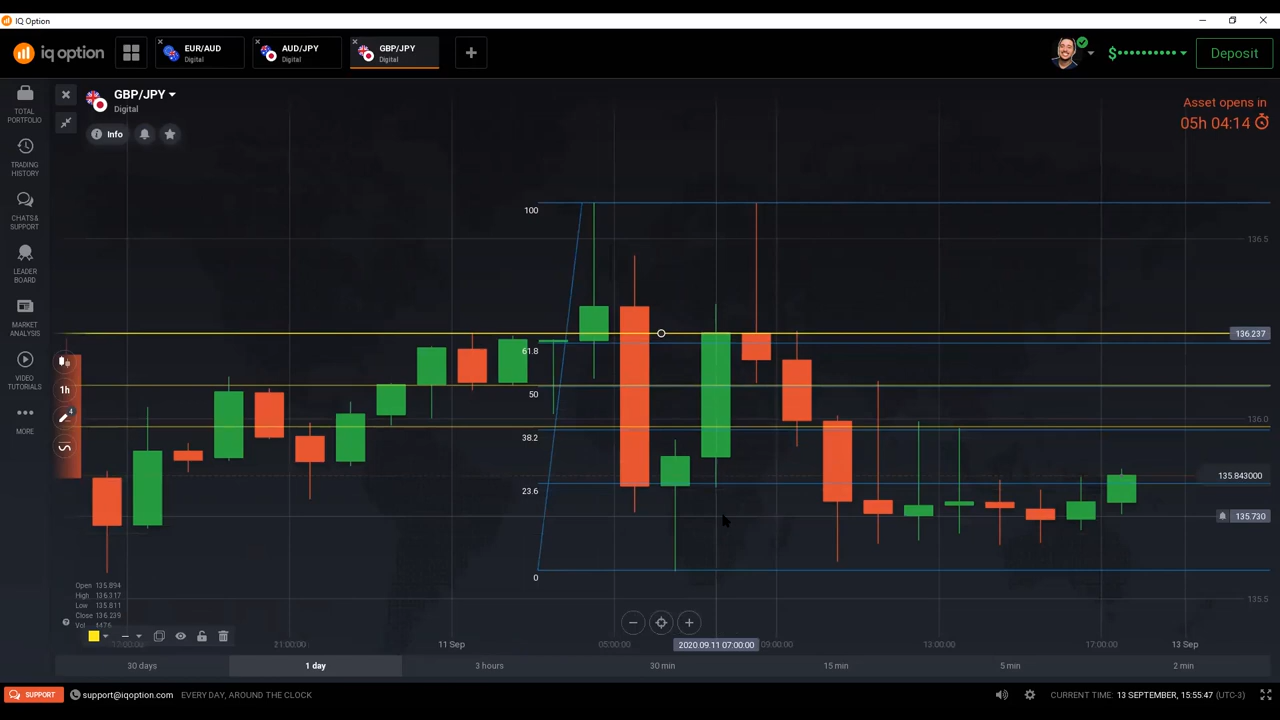 IQ Option
iq option
EUR/AUD
Digital
AUD/JPY
Digital
GBP/JPY
Digital
$
Deposit
TOTAL
PORTFOLIO
TRADING
HISTORY
CHATS &
SUPPORT
LEADER
BOARD
MARKET
ANALYSIS
VIDEO
TUTORIALS
MORE
GBP/JPY
Digital
Info
Asset opens in
05h 04:14
1h
4
100
61.8
50
38.2
23.6
0
136.5
136.237
136.0
135.843000
135.730
135.5
Open 135.894
High 136.317
Low 135.811
Close 136.239
Vol 4476
21:00:00
11 Sep
05:00:00
2020.09.11 07:00:00
09:00:00
13:00:00
17:00:00
13 Sep
30 days
1 day
3 hours
30 min
15 min
5 min
2 min
SUPPORT
support@iqoption.com
EVERY DAY, AROUND THE CLOCK
CURRENT TIME: 13 SEPTEMBER, 15:55:47 (UTC-3)